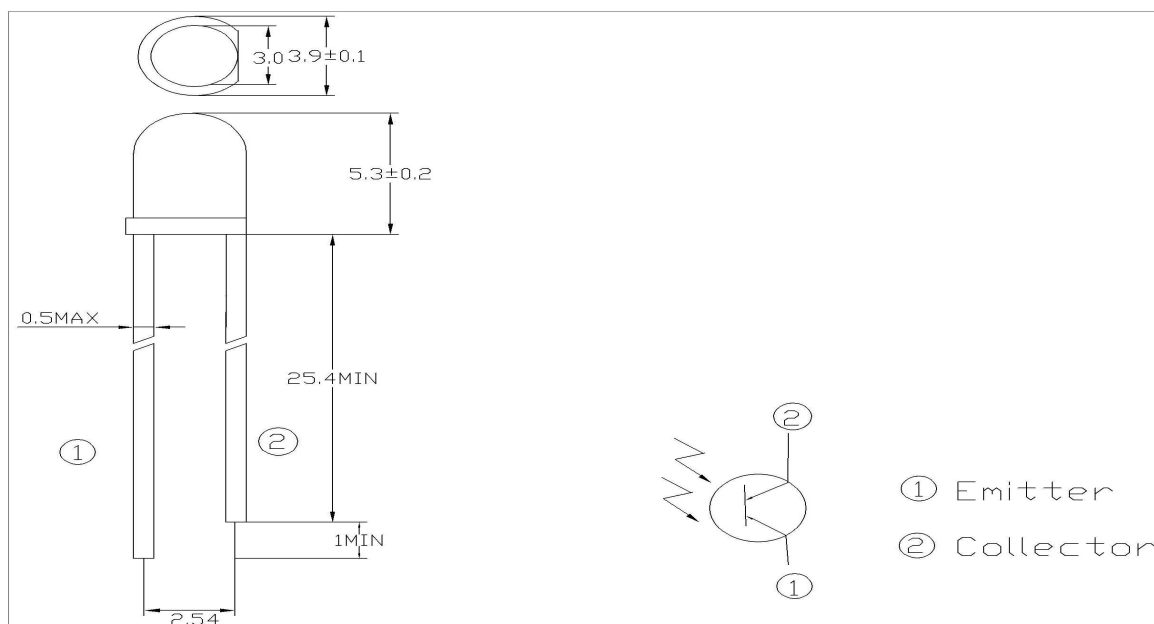 3.0
3.9±0.1
5.3±0.2
0.5MAX
25.4MIN
①
②
1MIN
2.54
②
①
① Emitter
② Collector